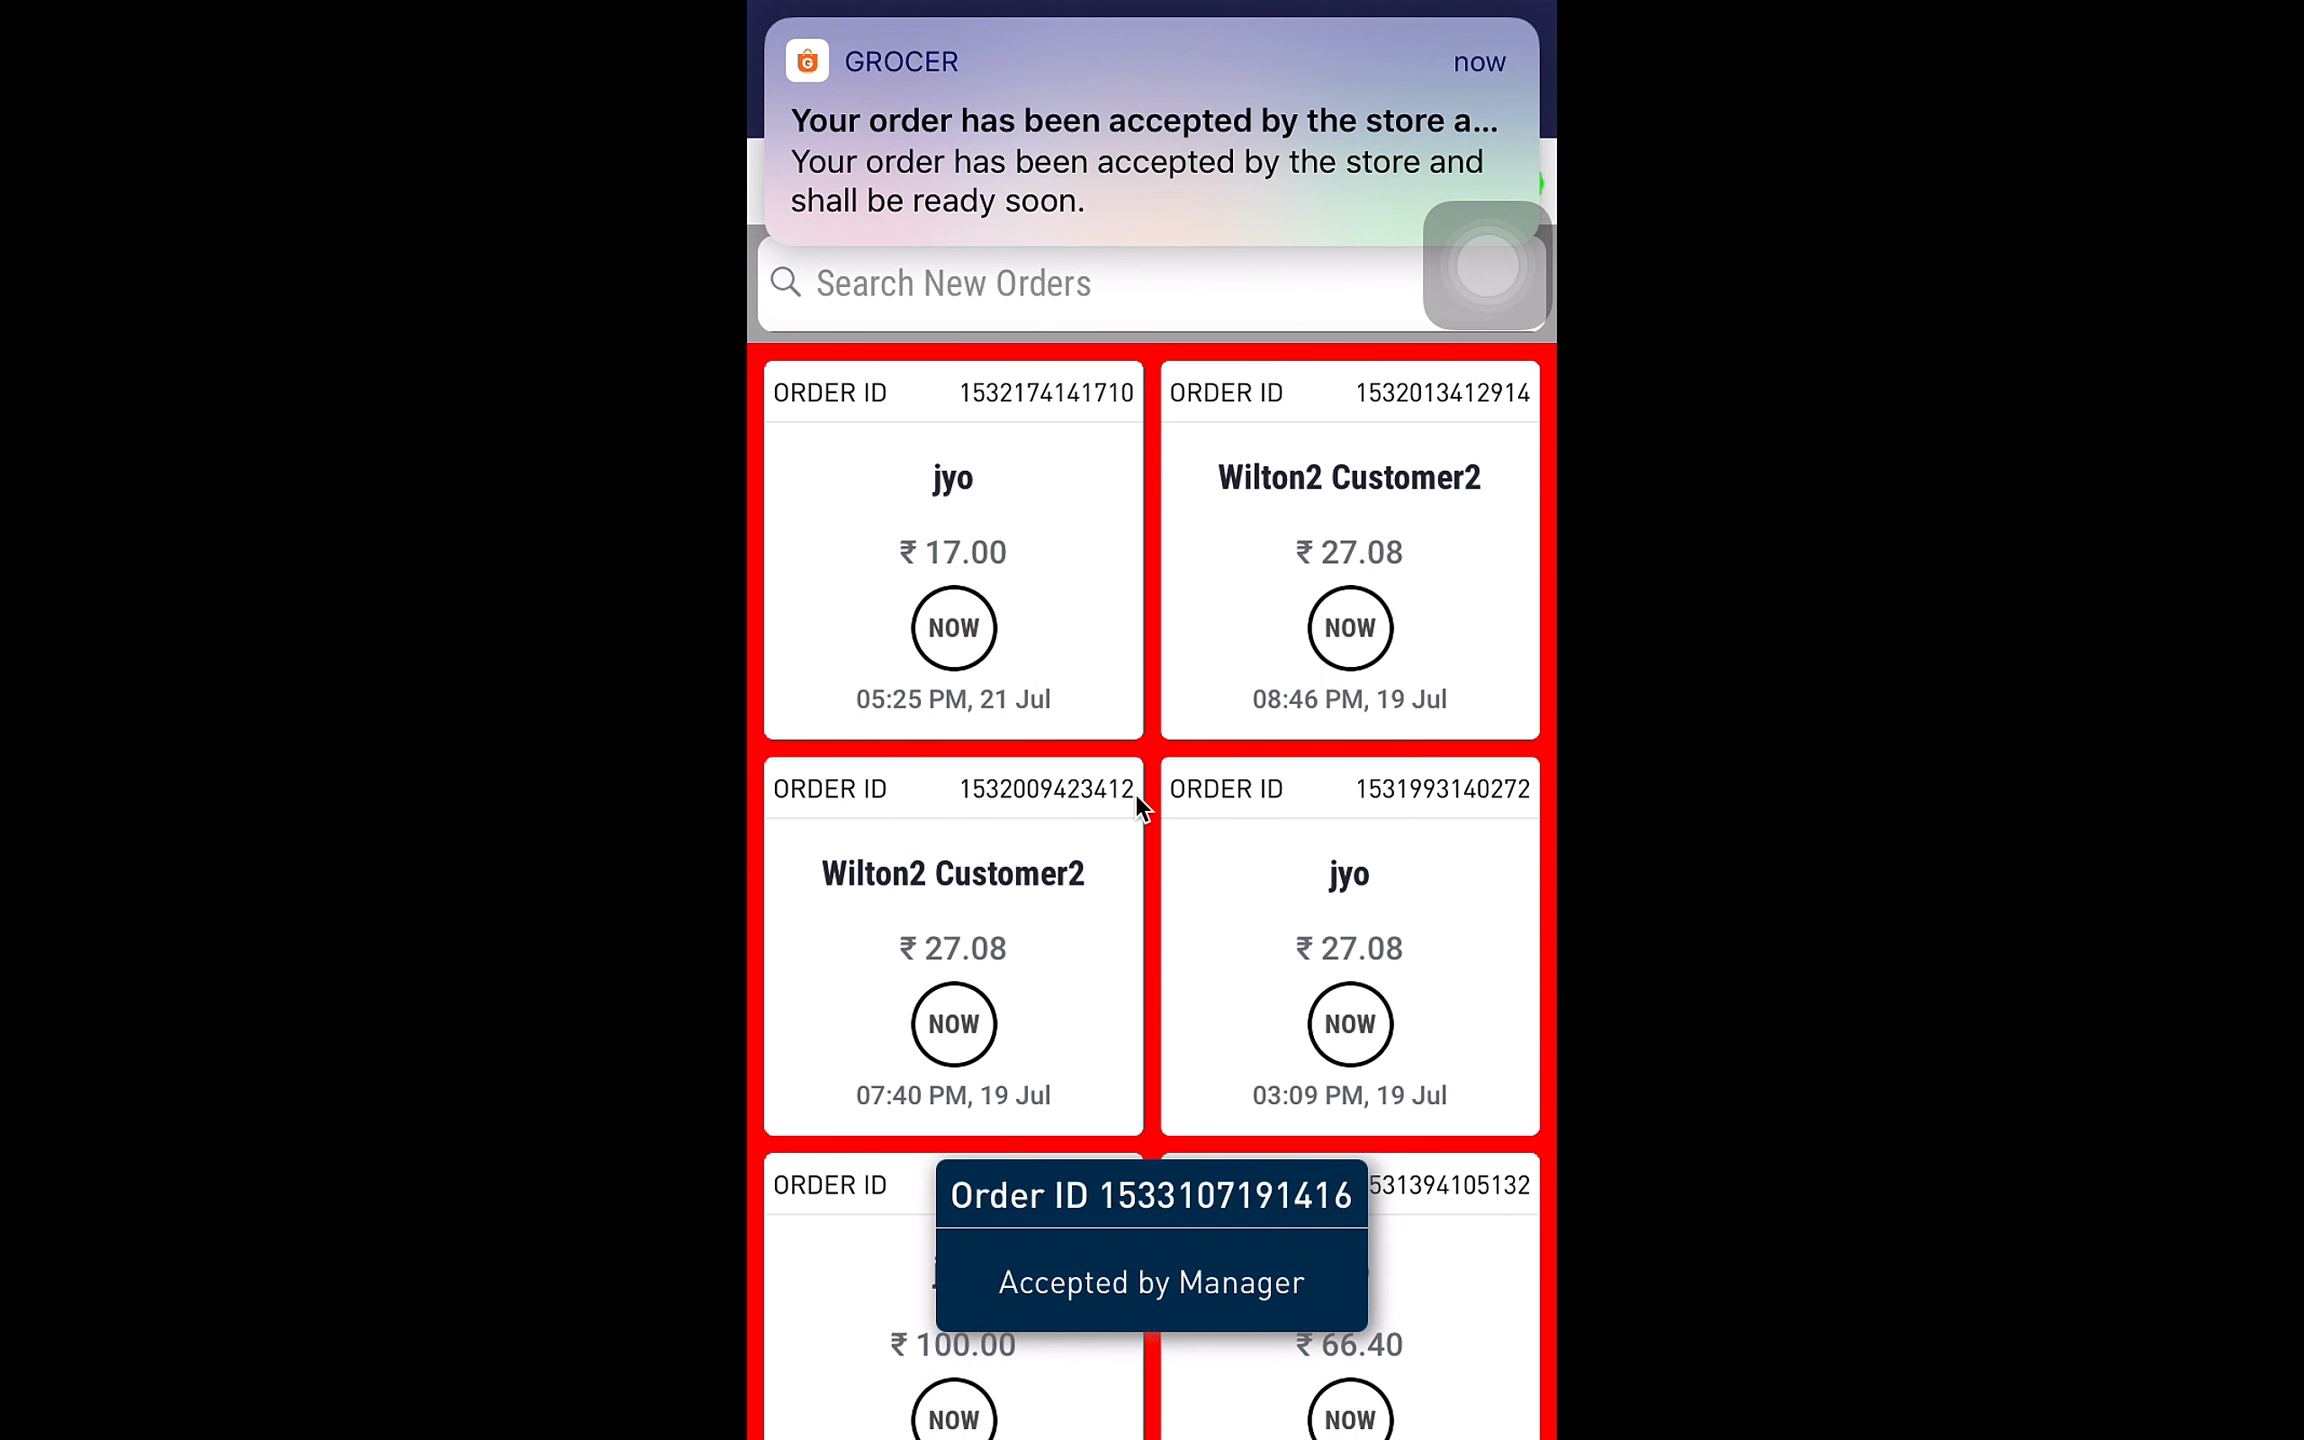 GROCER now
Your order has been accepted by the store a...
Your order has been accepted by the store and
shall be ready soon.
Search New Orders
ORDER ID 1532174141710
jyo
₹ 17.00
NOW
05:25 PM, 21 Jul
ORDER ID 1532013412914
Wilton2 Customer2
₹ 27.08
NOW
08:46 PM, 19 Jul
ORDER ID 1532009423412
Wilton2 Customer2
₹ 27.08
NOW
07:40 PM, 19 Jul
ORDER ID 1531993140272
jyo
₹ 27.08
NOW
03:09 PM, 19 Jul
ORDER ID
₹ 100.00
NOW
531394105132
₹ 66.40
NOW
Order ID 1533107191416
Accepted by Manager